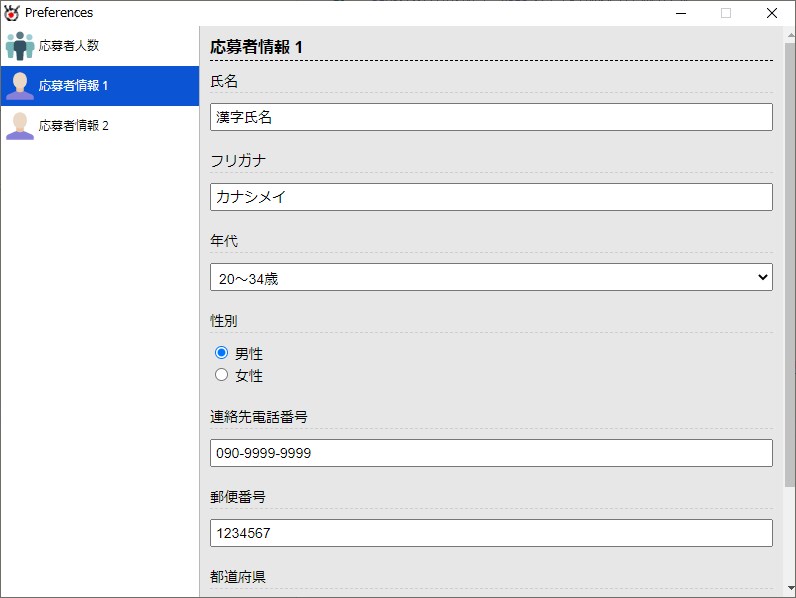 Preferences
応募者人数
応募者情報 1
応募者情報 2
応募者情報 1
氏名
漢字氏名
フリガナ
カナシメイ
年代
20～34歳
性別
男性
女性
連絡先電話番号
090-9999-9999
郵便番号
1234567
都道府県